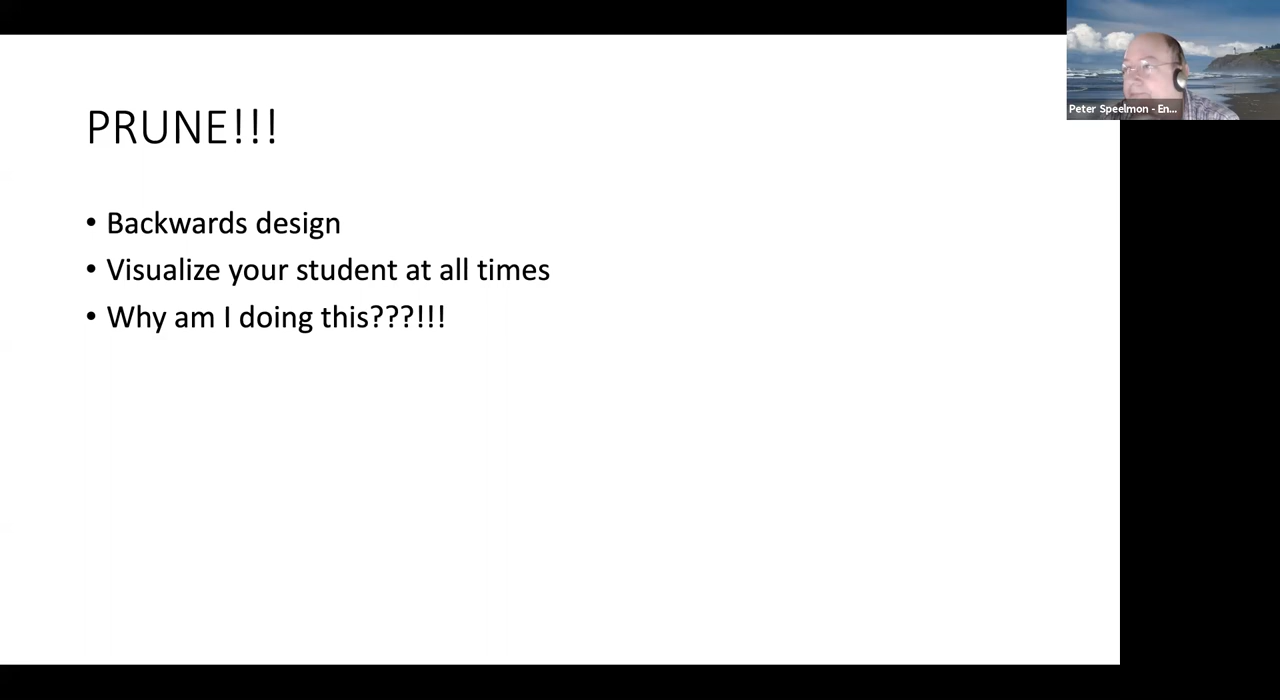 PRUNE!!!
• Backwards design
• Visualize your student at all times
• Why am I doing this???!!!
Peter Speelmon - En...